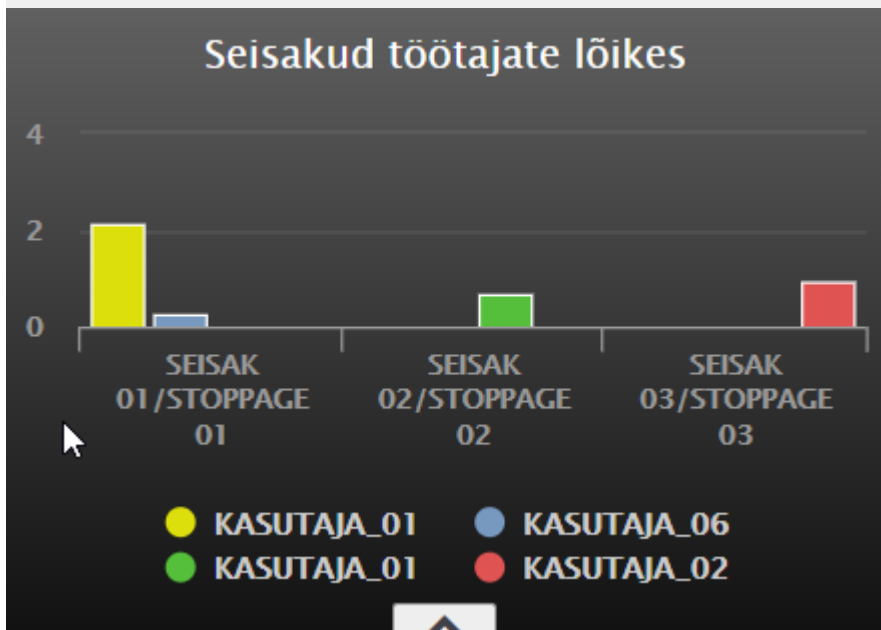 Seisakud töötajate lõikes
4
2
0
SEISAK
01/STOPPAGE
01
SEISAK
02/STOPPAGE
02
SEISAK
03/STOPPAGE
03
KASUTAJA_01
KASUTAJA_06
KASUTAJA_01
KASUTAJA_02